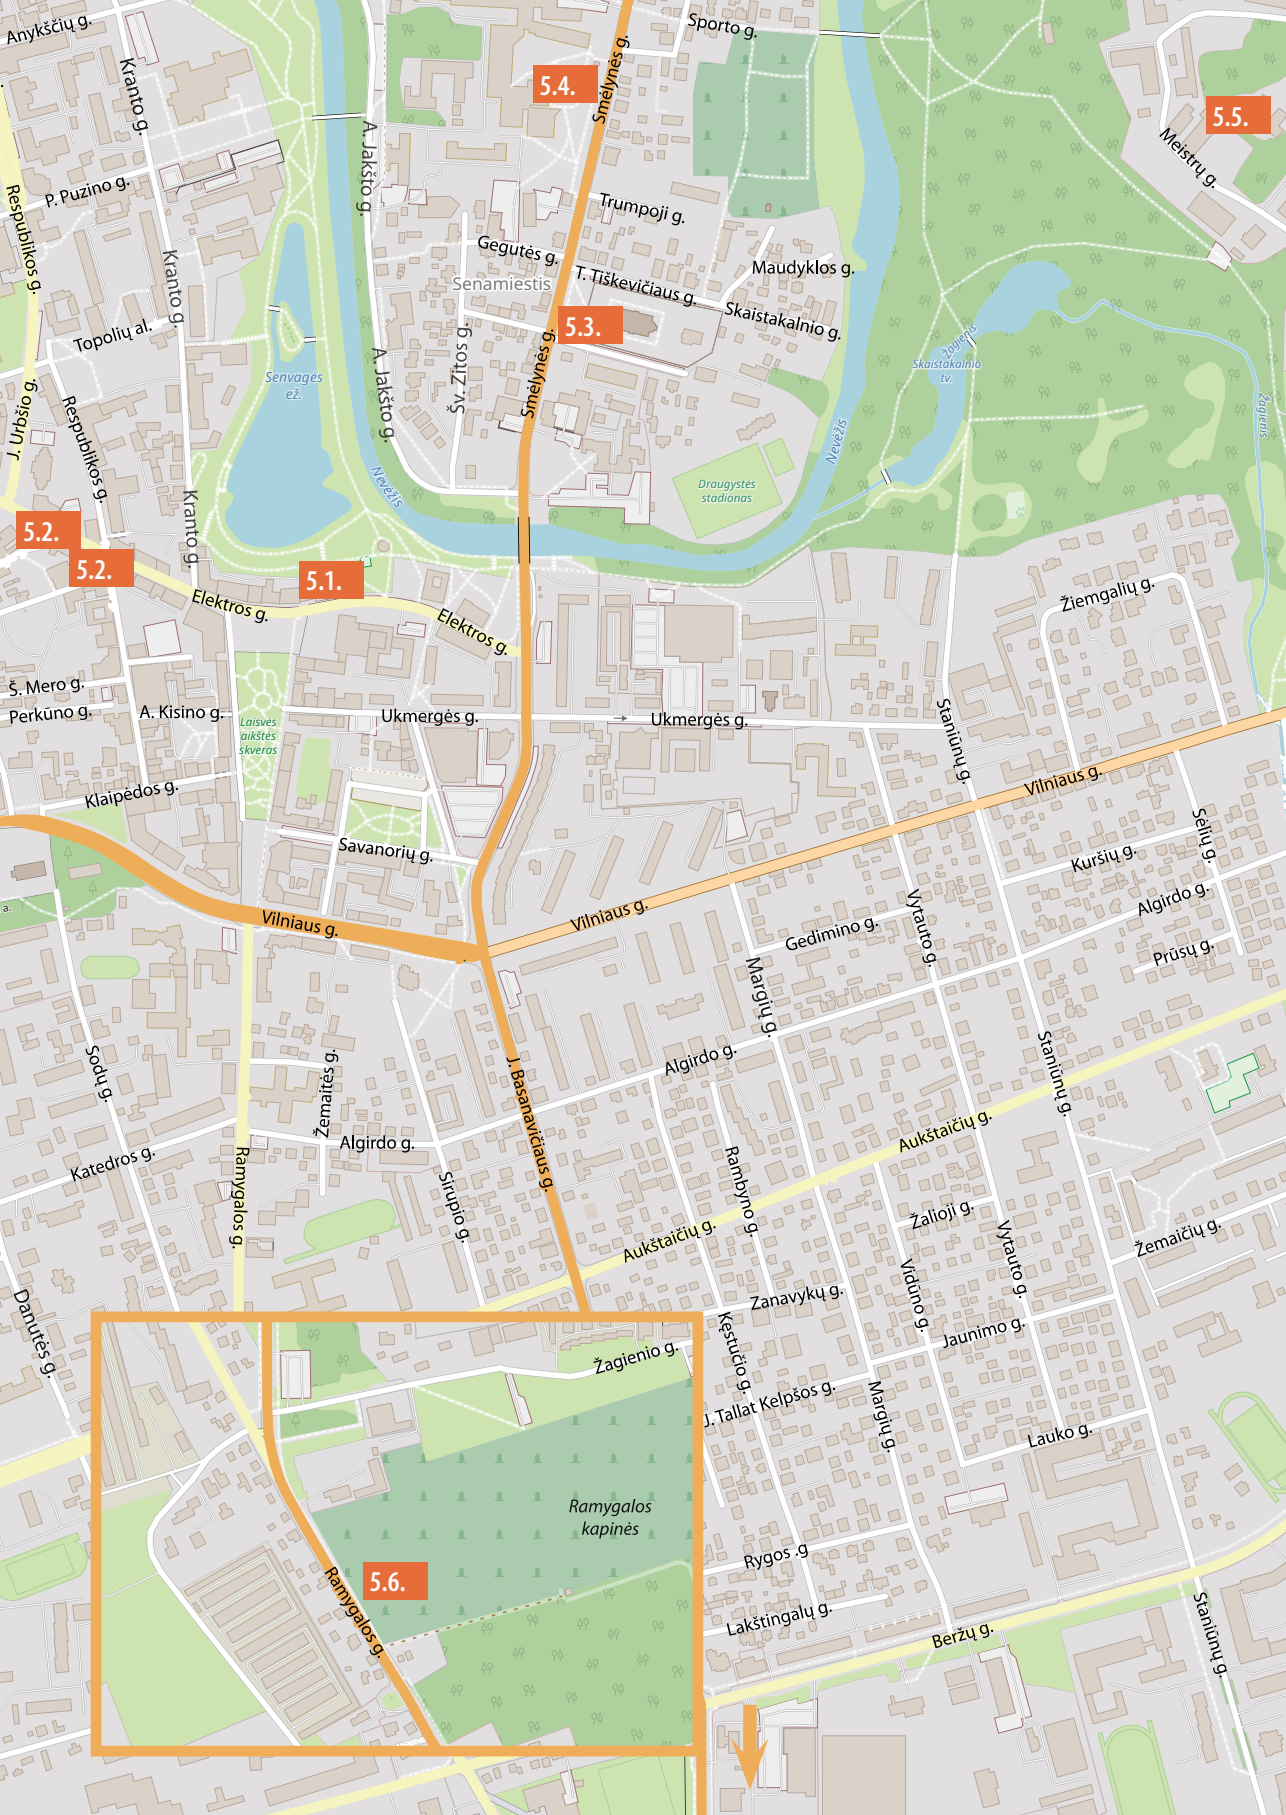 Anykščių g.
Sporto g.
Kranto g.
5.4.
Smėlynės g.
5.5.
A. Jakšto g.
Meistrų g.
P. Puzino g.
Respublikos g.
Trumpoji g.
Kranto g.
Gegutės g.
Maudyklos g.
T. Tiškevičiaus g.
Senamiestis
Skaistakalnio g.
Topolių al.
5.3.
Šv. Zitos g.
A. Jakšto g.
Smėlynės g.
Žagienis
Skaistakalnio
tv.
Žagienis
Senvagės
ež.
J. Urbšio g.
Respublikos g.
Nevėžis
Nevėžis
Draugystės
stadionas
Kranto g.
5.2.
5.2.
5.1.
Elektros g.
Elektros g.
Žiemgalių g.
Š. Mero g.
Perkūno g.
A. Kisino g.
Laisvės
aikštės
skveras
Ukmergės g.
Ukmergės g.
Staniūnų g.
Vilniaus g.
Klaipėdos g.
Savanorių g.
Sėlių g.
Kuršių g.
Algirdo g.
a.
Vilniaus g.
Vilniaus g.
Gedimino g.
Vytauto g.
Prūsų g.
Margių g.
Sodų g.
Žemaitės g.
J. Basanavičiaus g.
Algirdo g.
Staniūnų g.
Katedros g.
Algirdo g.
Aukštaičių g.
Ramygalos g.
Sirupio g.
Rambyno g.
Aukštaičių g.
Žalioji g.
Vytauto g.
Žemaičių g.
Danutės g.
Zanavykų g.
Vidūno g.
Kęstučio g.
Jaunimo g.
Žagienio g.
J. Tallat Kelpšos g.
Margių g.
Lauko g.
Ramygalos
kapinės
Rygos .g
5.6.
Ramygalos g.
Lakštingalų g.
Beržų g.
Staniūnų g.